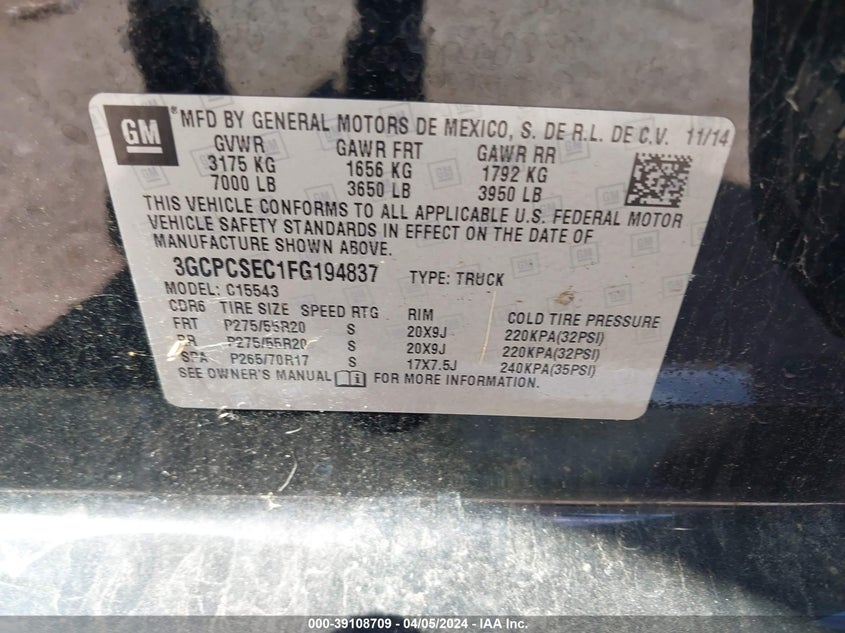 GM ® MFD BY GENERAL MOTORS DE MEXICO, S. DE R.L. DE C.V. 11/14
GVWR GAWR FRT GAWR RR
3175 KG 1656 KG 1792 KG
7000 LB 3650 LB 3950 LB
THIS VEHICLE CONFORMS TO ALL APPLICABLE U.S. FEDERAL MOTOR
VEHICLE SAFETY STANDARDS IN EFFECT ON THE DATE OF
MANUFACTURE SHOWN ABOVE.
3GCPCSEC1FG194837 TYPE: TRUCK
MODEL: C15543
CDR6 TIRE SIZE SPEED RTG RIM COLD TIRE PRESSURE
FRT P275/55R20 S 20X9J 220KPA(32PSI)
RR P275/55R20 S 20X9J 220KPA(32PSI)
SPA P265/70R17 S 17X7.5J 240KPA(35PSI)
SEE OWNER'S MANUAL FOR MORE INFORMATION.
000-39108709 - 04/05/2024 - IAA Inc.